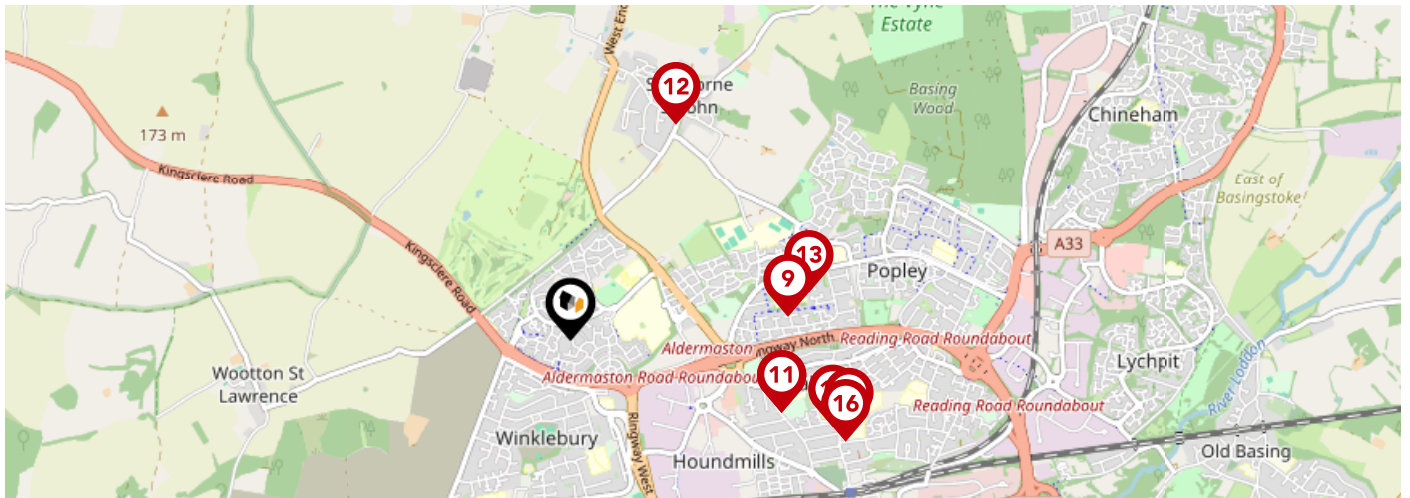 The Vyne
Estate
West End
12
Basing
Wood
Chineham
173 m
Kingsclere Road
East of
Basingstoke
Kingsclere Road
A33
13
9
Popley
Aldermaston
Ringway North
Reading Road Roundabout
Wootton St
Lawrence
Aldermaston Road Roundabout
11
16
Lychpit
River Loddon
Reading Road Roundabout
Winklebury
Ringway West
Houndmills
Old Basing